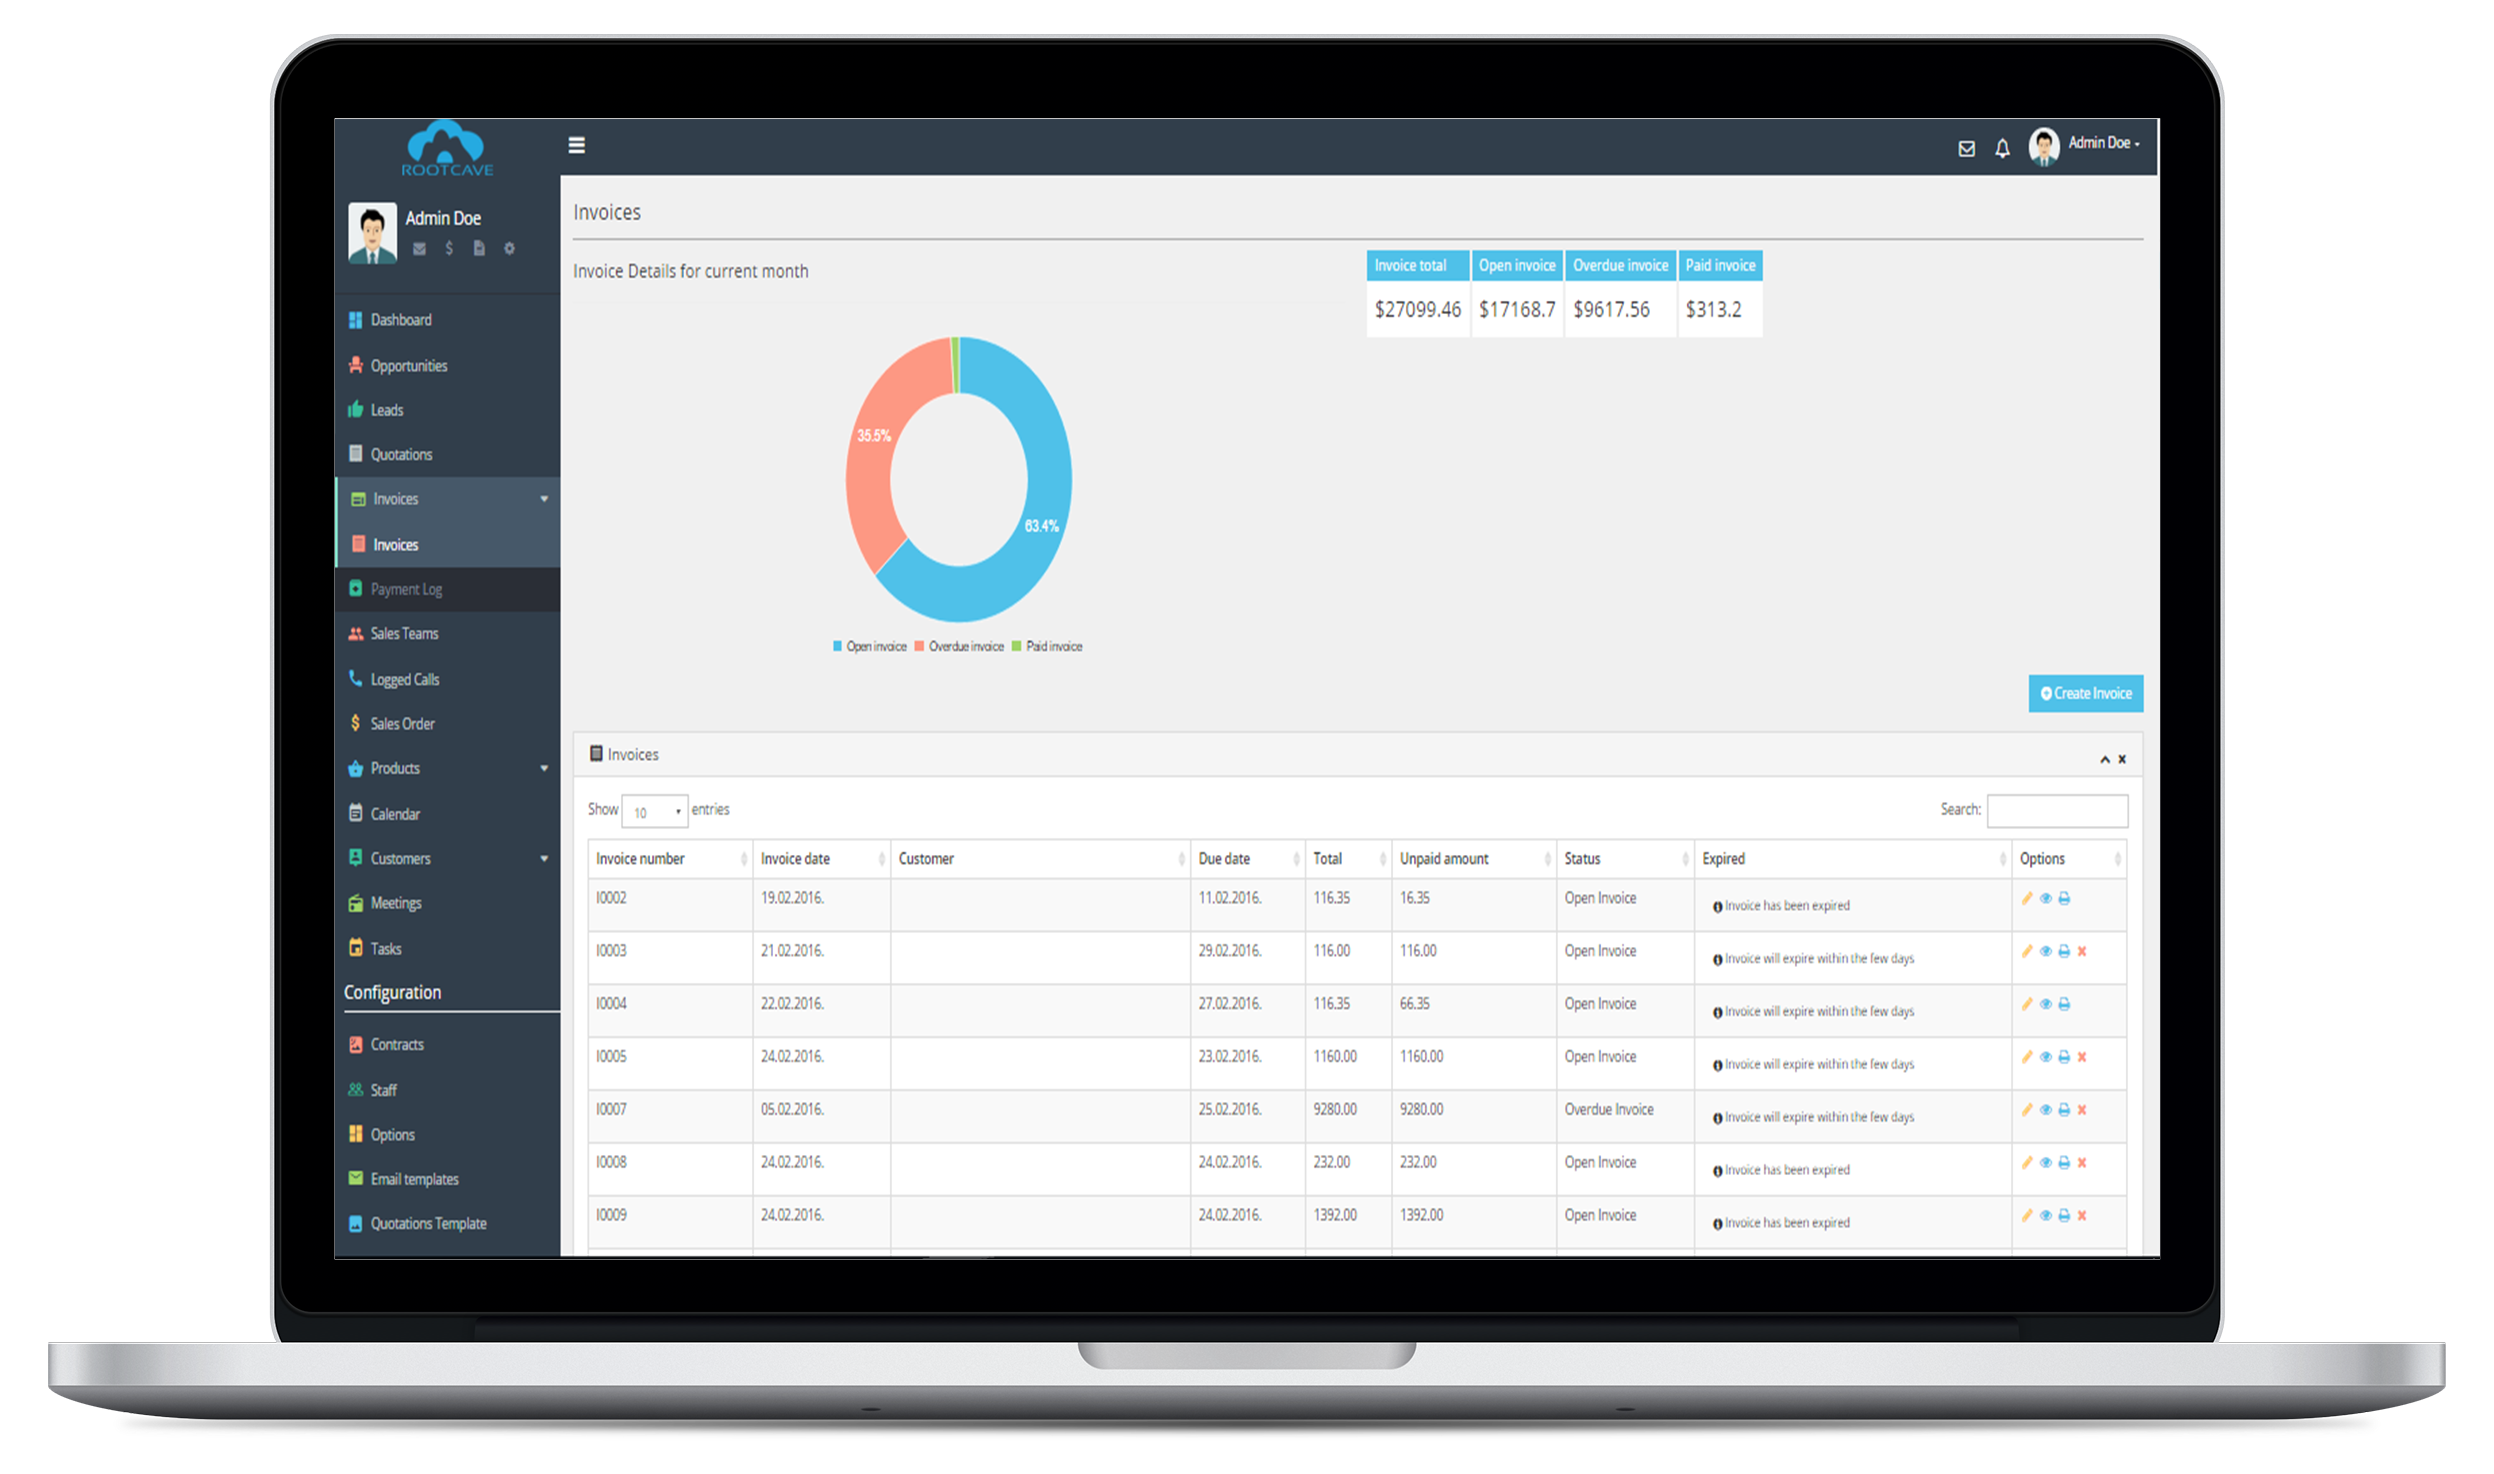 ROOTCAVE
Admin Doe
Admin Doe
Dashboard
Opportunities
Leads
Quotations
Invoices
Invoices
Payment Log
Sales Teams
Logged Calls
Sales Order
Products
Calendar
Customers
Meetings
Tasks
Configuration
Contracts
Staff
Options
Email templates
Quotations Template
Invoices
Invoice Details for current month
Invoice total Open invoice Overdue invoice Paid invoice
$27099.46 $17168.7 $9617.56 $313.2
35.5%
63.4%
Open invoice Overdue invoice Paid invoice
Create Invoice
Invoices
Show 10 entries Search:
Invoice number Invoice date Customer Due date Total Unpaid amount Status Expired Options
I0002 19.02.2016. 11.02.2016. 116.35 16.35 Open Invoice Invoice has been expired
I0003 21.02.2016. 29.02.2016. 116.00 116.00 Open Invoice Invoice will expire within the few days
I0004 22.02.2016. 27.02.2016. 116.35 66.35 Open Invoice Invoice will expire within the few days
I0005 24.02.2016. 23.02.2016. 1160.00 1160.00 Open Invoice Invoice will expire within the few days
I0007 05.02.2016. 25.02.2016. 9280.00 9280.00 Overdue Invoice Invoice will expire within the few days
I0008 24.02.2016. 24.02.2016. 232.00 232.00 Open Invoice Invoice has been expired
I0009 24.02.2016. 24.02.2016. 1392.00 1392.00 Open Invoice Invoice has been expired